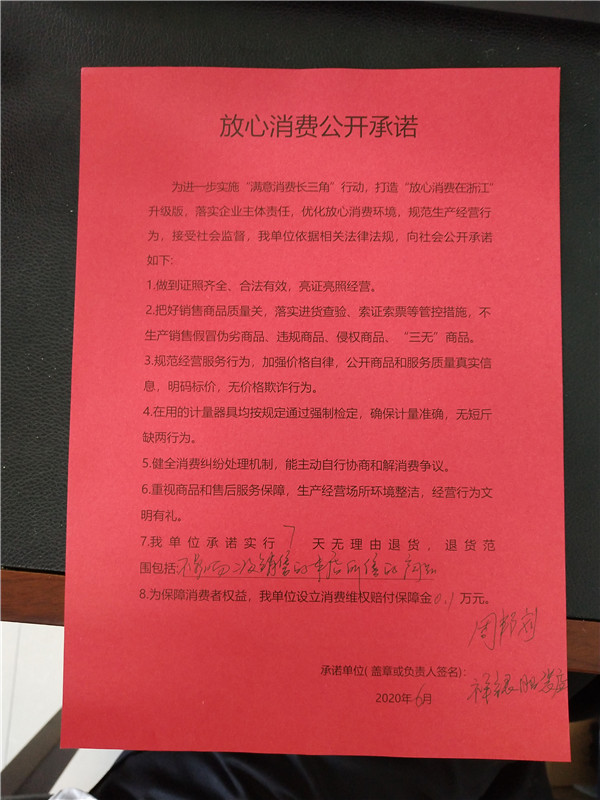 放心消费公开承诺
为进一步实施“满意消费长三角”行动，打造“放心消费在浙江”
升级版，落实企业主体责任，优化放心消费环境，规范生产经营行
为，接受社会监督，我单位依据相关法律法规，向社会公开承诺
如下:
1.做到证照齐全、合法有效，亮证亮照经营。
2.把好销售商品质量关，落实进货查验、索证索票等管控措施，不
生产销售假冒伪劣商品、违规商品、侵权商品、“三无”商品。
3.规范经营服务行为，加强价格自律，公开商品和服务质量真实信
息，明码标价，无价格欺诈行为。
4.在用的计量器具均按规定通过强制检定，确保计量准确，无短斤
缺两行为。
5.健全消费纠纷处理机制，能主动自行协商和解消费争议。
6.重视商品和售后服务保障，生产经营场所环境整洁，经营行为文
明有礼。
7.我单位承诺实行 7 天无理由退货，退货范
围包括:不影响二次销售的本店所售的商品
8.为保障消费者权益，我单位设立消费维权赔付保障金0.1万元。
承诺单位( 盖章或负责人签名):
2020年6月